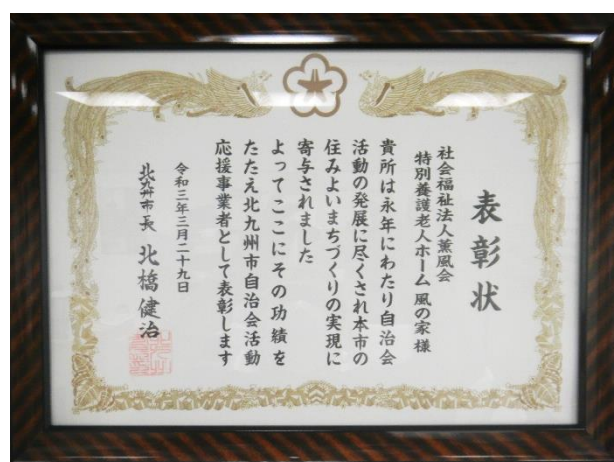 表彰状
社会福祉法人薫風会
特別養護老人ホーム 風の家 様
貴所は永年にわたり自治会
活動の発展に尽くされ本市の
住みよいまちづくりの実現に
寄与されました
よってここにその功績を
たたえ北九州市自治会活動
応援事業者として表彰します
令和三年三月二十九日
北九州市長 北橋健治